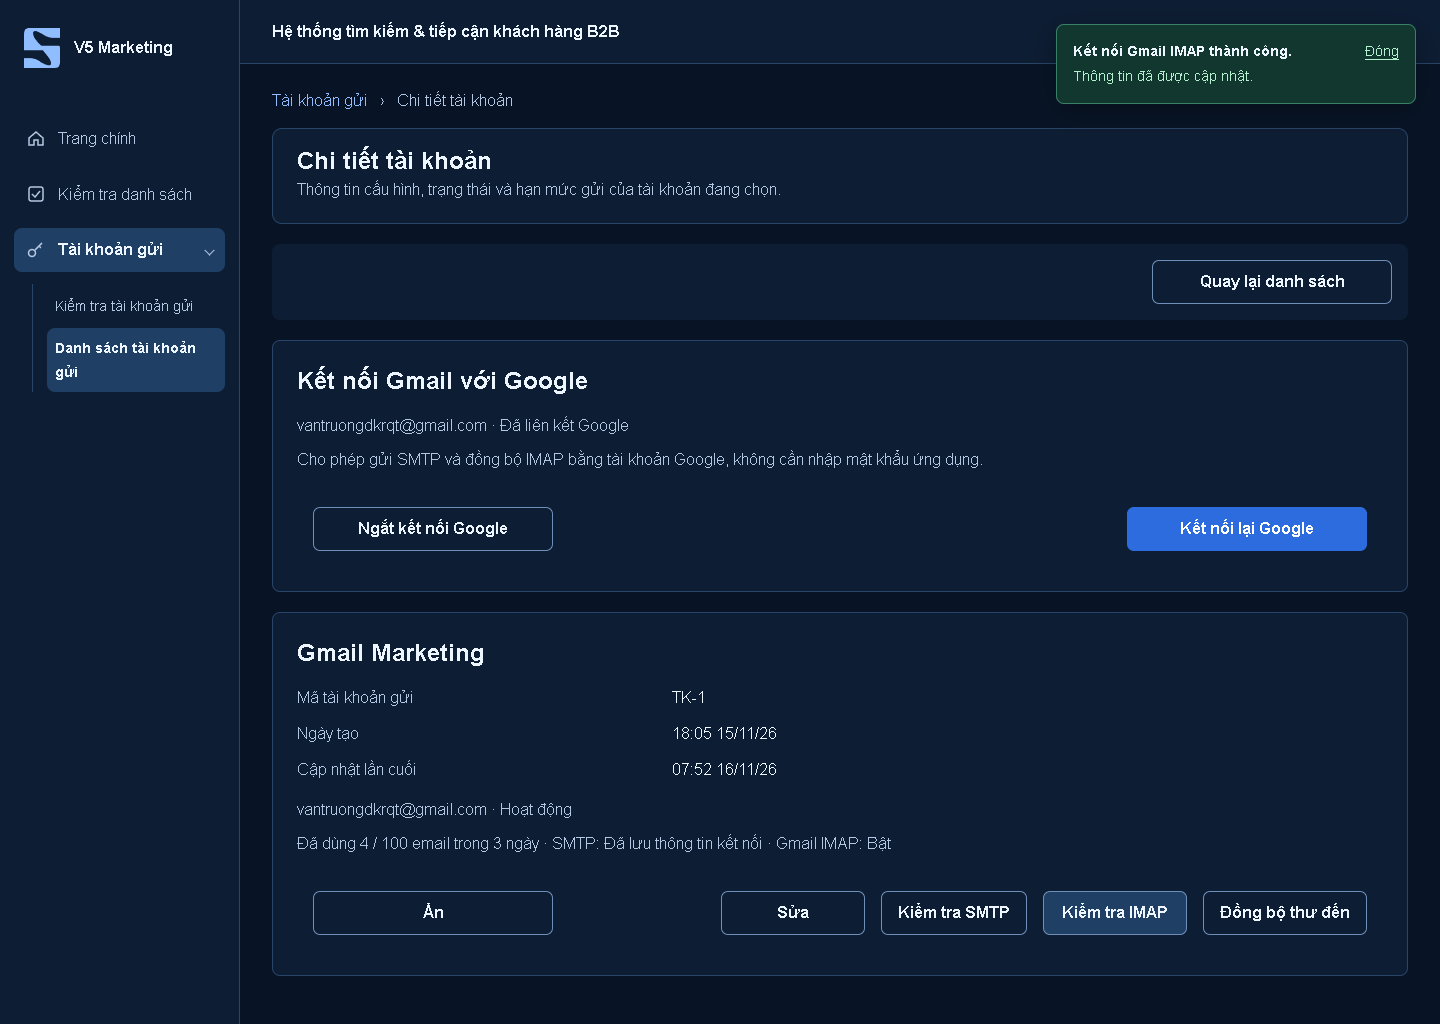 V5 Marketing
Trang chính
Kiểm tra danh sách
Tài khoản gửi
Kiểm tra tài khoản gửi
Danh sách tài khoản
gửi
Hệ thống tìm kiếm & tiếp cận khách hàng B2B
Kết nối Gmail IMAP thành công.
Đóng
Thông tin đã được cập nhật.
Tài khoản gửi › Chi tiết tài khoản
Chi tiết tài khoản
Thông tin cấu hình, trạng thái và hạn mức gửi của tài khoản đang chọn.
Quay lại danh sách
Kết nối Gmail với Google
vantruongdkrqt@gmail.com · Đã liên kết Google
Cho phép gửi SMTP và đồng bộ IMAP bằng tài khoản Google, không cần nhập mật khẩu ứng dụng.
Ngắt kết nối Google
Kết nối lại Google
Gmail Marketing
Mã tài khoản gửi TK-1
Ngày tạo 18:05 15/11/26
Cập nhật lần cuối 07:52 16/11/26
vantruongdkrqt@gmail.com · Hoạt động
Đã dùng 4 / 100 email trong 3 ngày · SMTP: Đã lưu thông tin kết nối · Gmail IMAP: Bật
Ẩn
Sửa
Kiểm tra SMTP
Kiểm tra IMAP
Đồng bộ thư đến